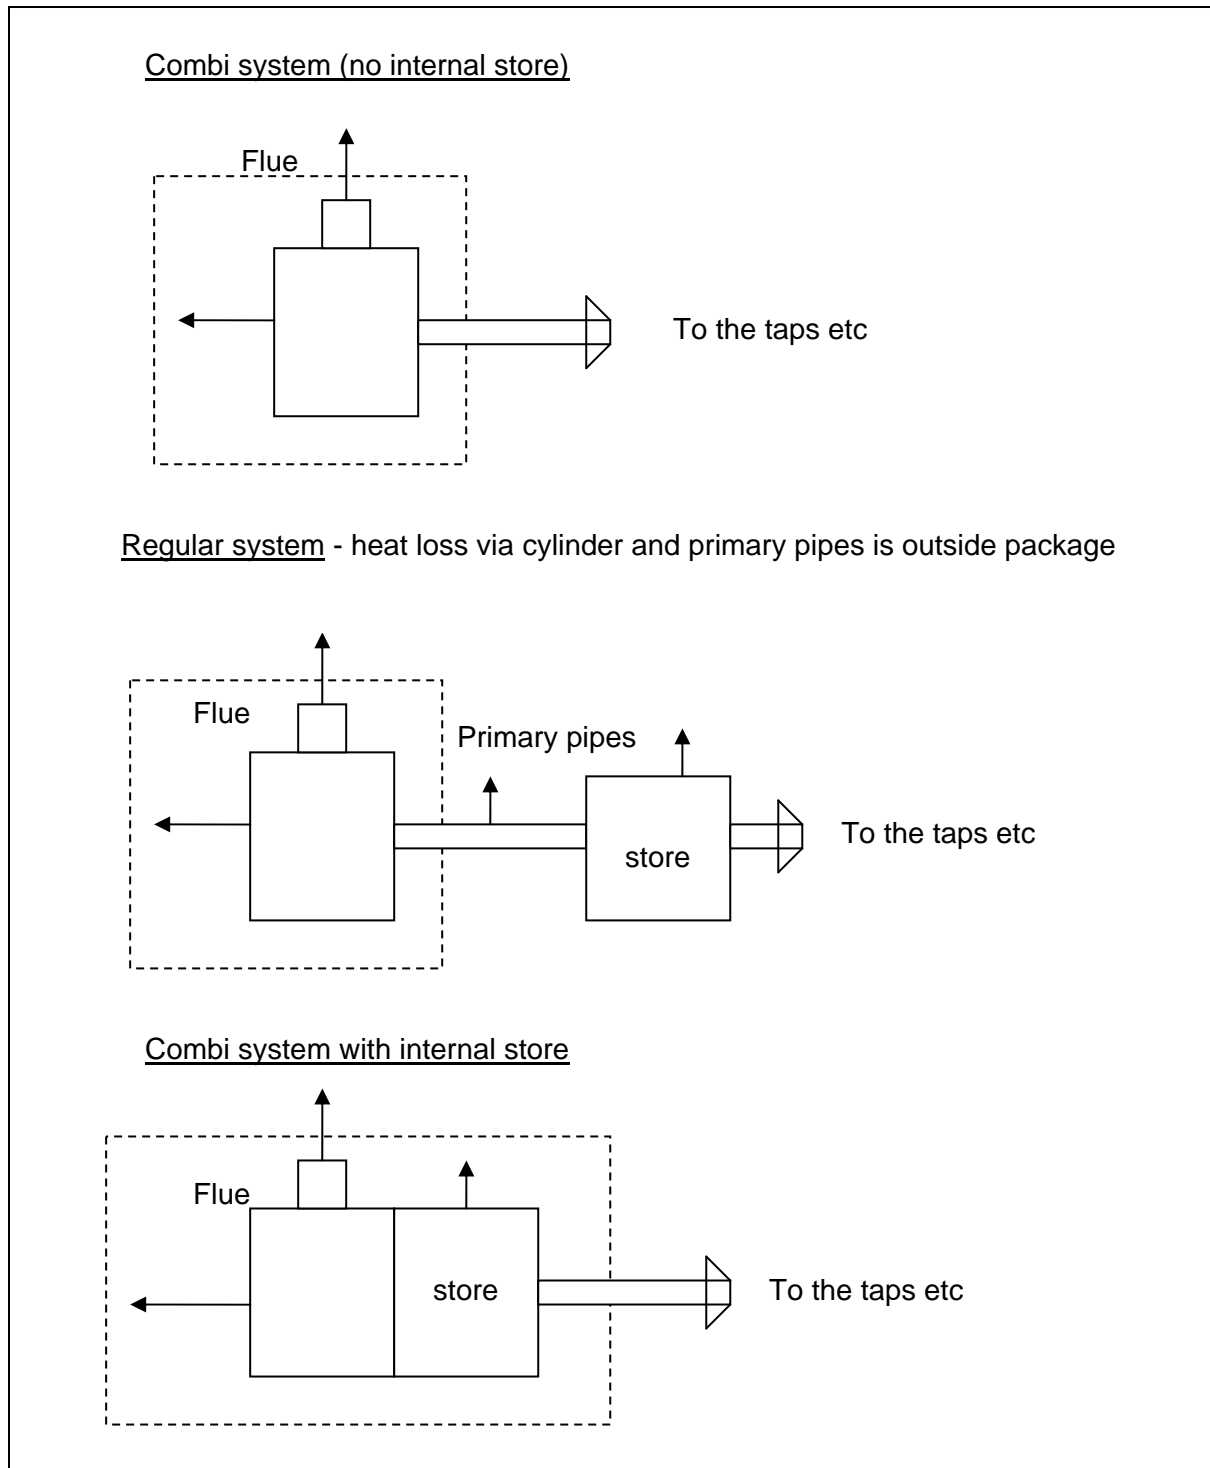 Combi system (no internal store)
Flue
To the taps etc
Regular system - heat loss via cylinder and primary pipes is outside package
Flue
Primary pipes
To the taps etc
store
Combi system with internal store
Flue
store
To the taps etc